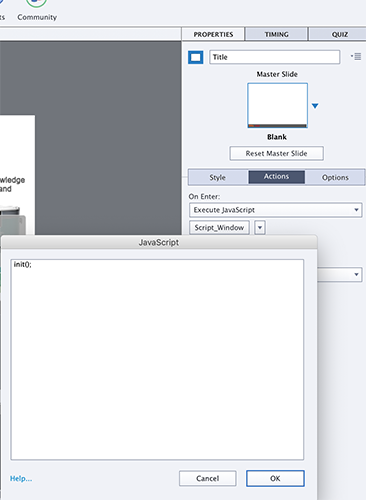 ts Community
PROPERTIES TIMING QUIZ
Title
Master Slide
Blank
Reset Master Slide
Style Actions Options
On Enter:
Execute JavaScript
Script_Window
JavaScript
init();
Help...
Cancel OK
wledge
and